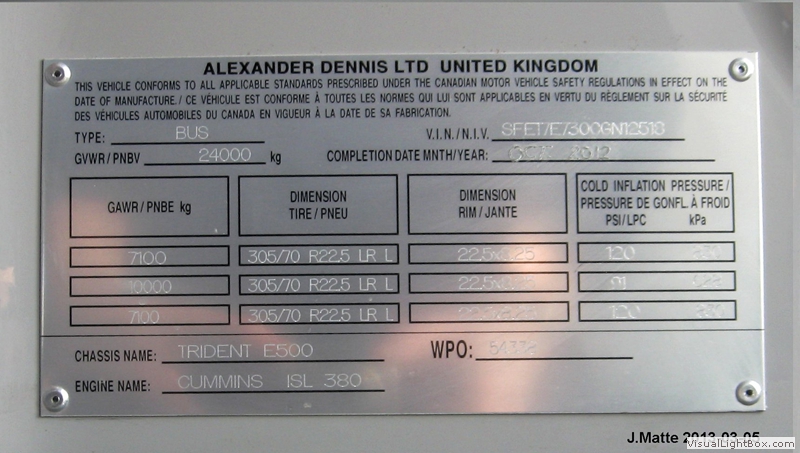 ALEXANDER DENNIS LTD UNITED KINGDOM
THIS VEHICLE CONFORMS TO ALL APPLICABLE STANDARDS PRESCRIBED UNDER THE CANADIAN MOTOR VEHICLE SAFETY REGULATIONS IN EFFECT ON THE
DATE OF MANUFACTURE. / CE VÉHICULE EST CONFORME À TOUTES LES NORMES QUI LUI SONT APPLICABLES EN VERTU DU RÈGLEMENT SUR LA SÉCURITÉ
DES VÉHICULES AUTOMOBILES DU CANADA EN VIGUEUR À LA DATE DE SA FABRICATION.
TYPE: BUS V.I.N. / N.I.V.
GVWR / PNBV 24000 kg COMPLETION DATE MNTH/YEAR: 2012
GAWR / PNBE kg DIMENSION TIRE / PNEU DIMENSION RIM / JANTE COLD INFLATION PRESSURE / PRESSURE DE GONFL. À FROID PSI/LPC kPa
7100 305/70 R22.5 LR L 120
10000 305/70 R22.5 LR L 91
7100 305/70 R22.5 LR L 120
CHASSIS NAME: TRIDENT E500 WPO:
ENGINE NAME: CUMMINS ISL 380
J.Matte 2013-03-05
VisualLightBox.com